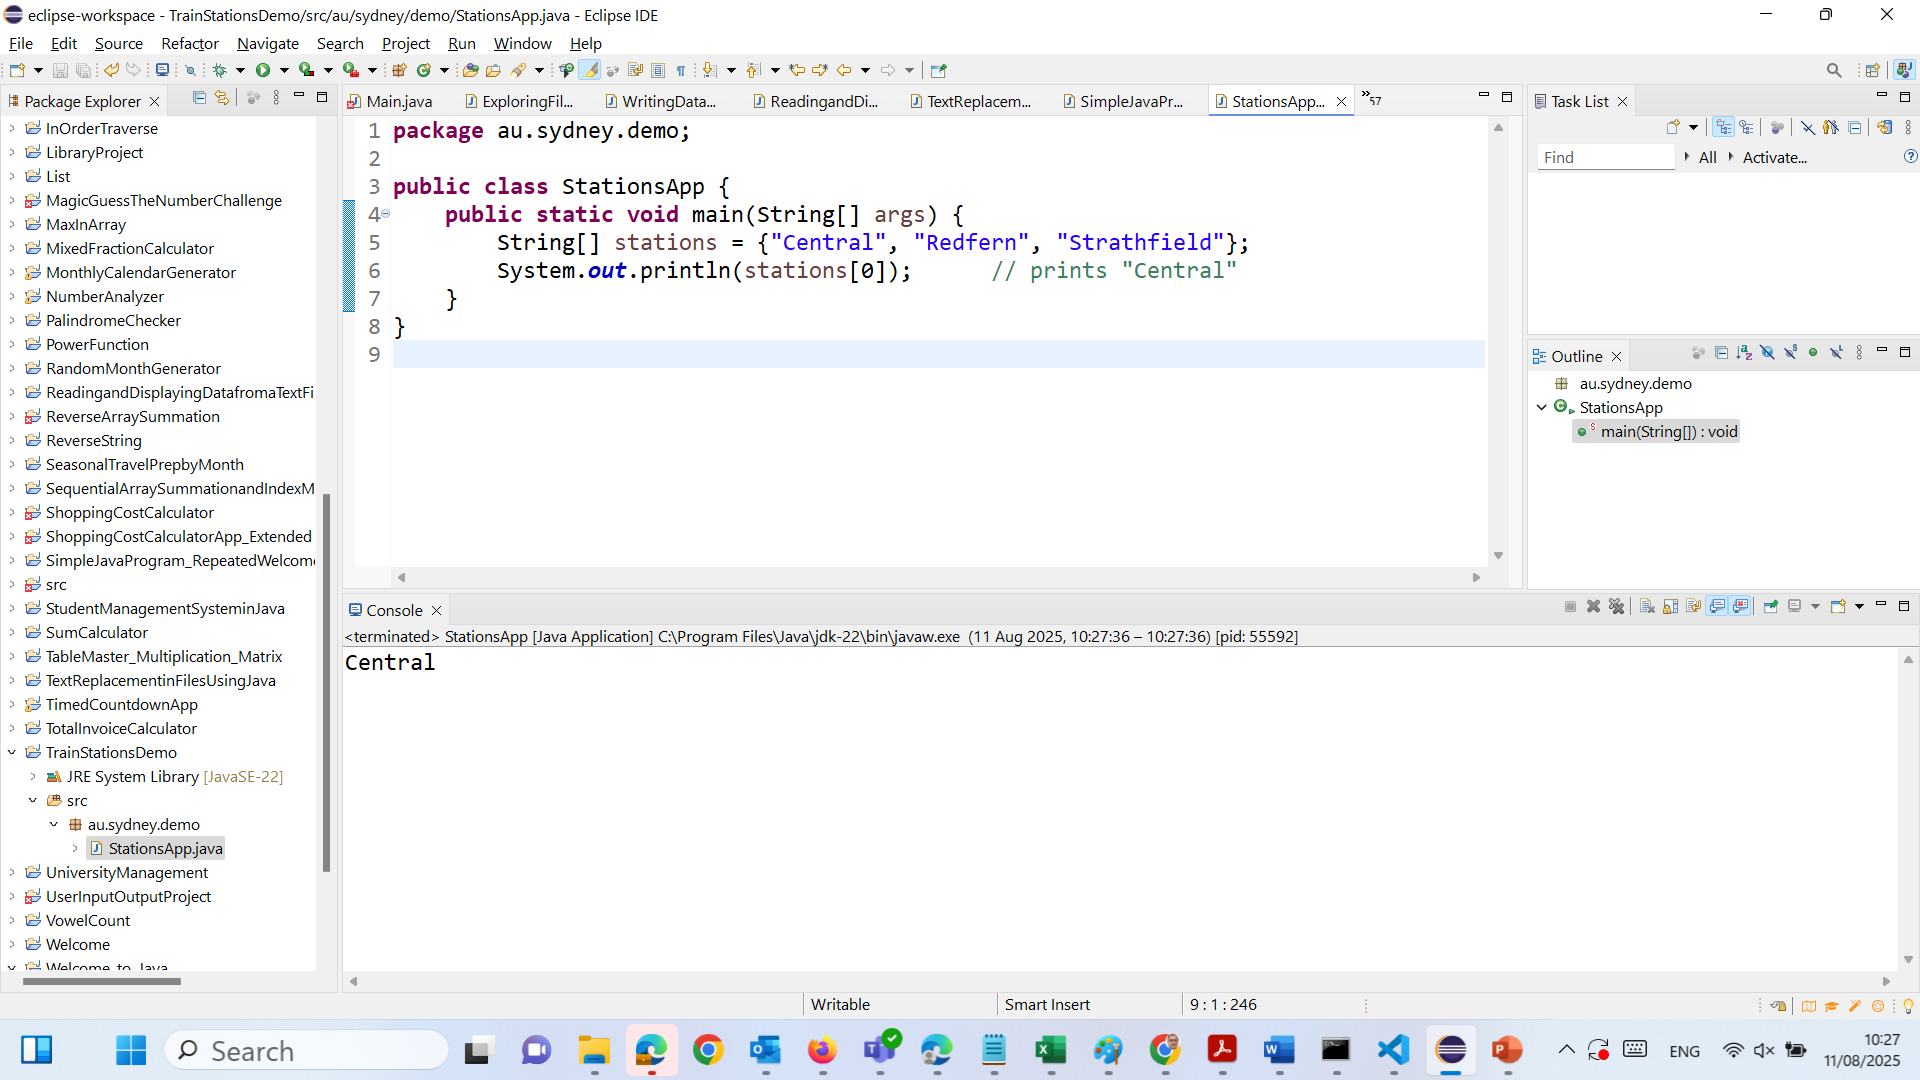 eclipse-workspace - TrainStationsDemo/src/au/sydney/demo/StationsApp.java - Eclipse IDE
File Edit Source Refactor Navigate Search Project Run Window Help
Package Explorer
InOrderTraverse
LibraryProject
List
MagicGuessTheNumberChallenge
MaxInArray
MixedFractionCalculator
MonthlyCalendarGenerator
NumberAnalyzer
PalindromeChecker
PowerFunction
RandomMonthGenerator
ReadingandDisplayingDatafromaTextFi
ReverseArraySummation
ReverseString
SeasonalTravelPrepbyMonth
SequentialArraySummationandIndexM
ShoppingCostCalculator
ShoppingCostCalculatorApp_Extended
SimpleJavaProgram_RepeatedWelcome
src
StudentManagementSysteminJava
SumCalculator
TableMaster_Multiplication_Matrix
TextReplacementinFilesUsingJava
TimedCountdownApp
TotalInvoiceCalculator
TrainStationsDemo
JRE System Library [JavaSE-22]
src
au.sydney.demo
StationsApp.java
UniversityManagement
UserInputOutputProject
VowelCount
Welcome
Welcome_to_Java
Main.java ExploringFil... WritingData... ReadingandDi... TextReplacem... SimpleJavaPr... StationsApp... »57
1 package au.sydney.demo;
2
3 public class StationsApp {
4 public static void main(String[] args) {
5 String[] stations = {"Central", "Redfern", "Strathfield"};
6 System.out.println(stations[0]); // prints "Central"
7 }
8 }
9
Task List
Find All Activate...
Outline
au.sydney.demo
StationsApp
main(String[]) : void
Console
<terminated> StationsApp [Java Application] C:\Program Files\Java\jdk-22\bin\javaw.exe (11 Aug 2025, 10:27:36 – 10:27:36) [pid: 55592]
Central
Writable Smart Insert 9 : 1 : 246
Search
ENG
10:27
11/08/2025